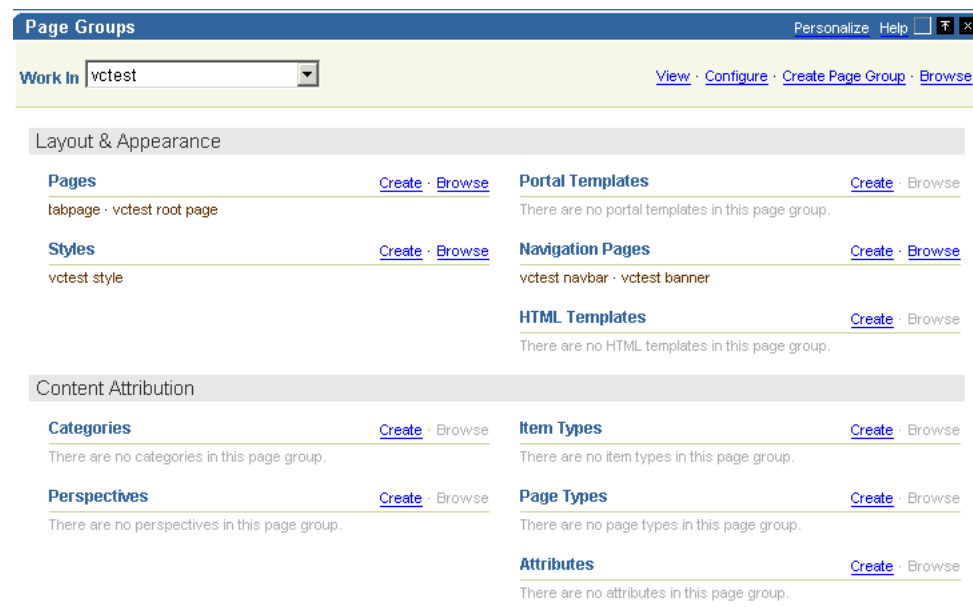 Page Groups Personalize Help
Work In vctest View · Configure · Create Page Group · Browse
Layout & Appearance
Pages Create · Browse
tabpage · vctest root page
Portal Templates Create · Browse
There are no portal templates in this page group.
Styles Create · Browse
vctest style
Navigation Pages Create · Browse
vctest navbar · vctest banner
HTML Templates Create · Browse
There are no HTML templates in this page group.
Content Attribution
Categories Create · Browse
There are no categories in this page group.
Item Types Create · Browse
There are no item types in this page group.
Perspectives Create · Browse
There are no perspectives in this page group.
Page Types Create · Browse
There are no page types in this page group.
Attributes Create · Browse
There are no attributes in this page group.